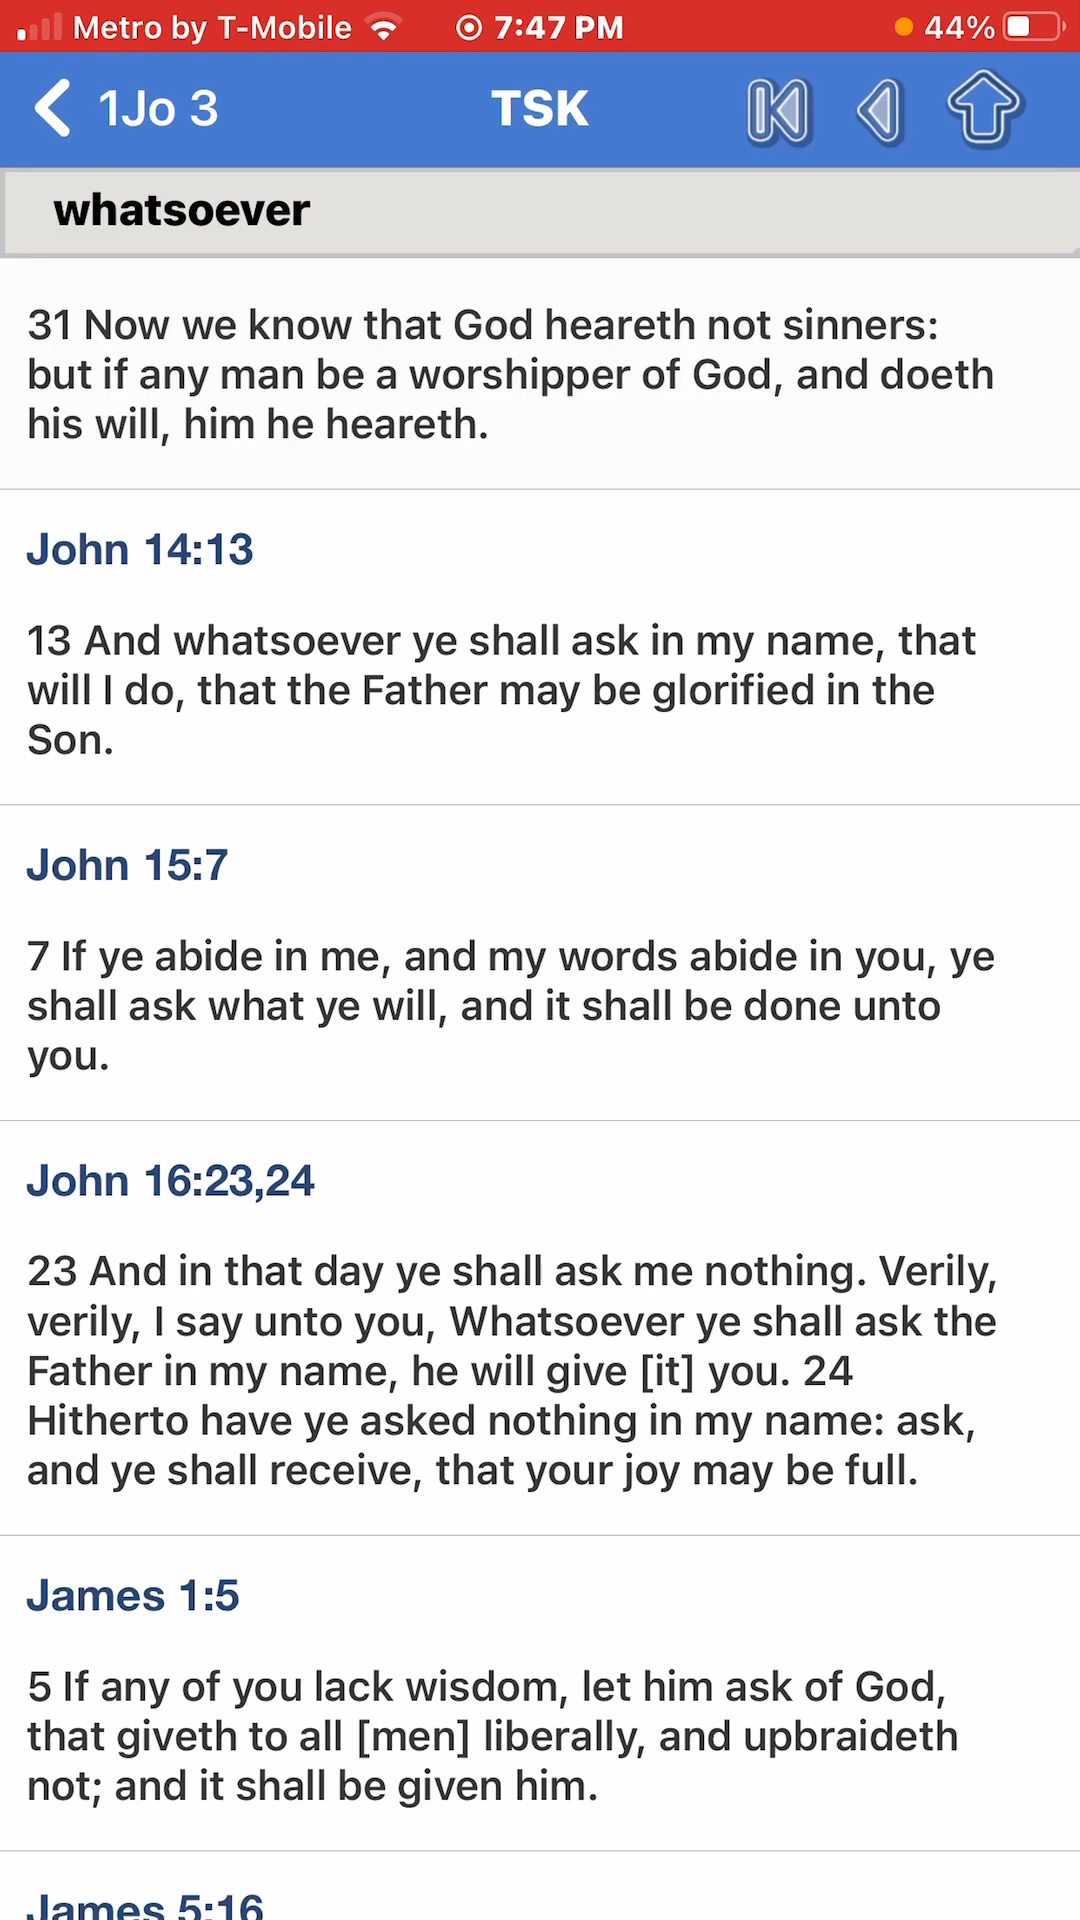 Metro by T-Mobile 7:47 PM 44%
1Jo 3 TSK
whatsoever
31 Now we know that God heareth not sinners:
but if any man be a worshipper of God, and doeth
his will, him he heareth.
John 14:13
13 And whatsoever ye shall ask in my name, that
will I do, that the Father may be glorified in the
Son.
John 15:7
7 If ye abide in me, and my words abide in you, ye
shall ask what ye will, and it shall be done unto
you.
John 16:23,24
23 And in that day ye shall ask me nothing. Verily,
verily, I say unto you, Whatsoever ye shall ask the
Father in my name, he will give [it] you. 24
Hitherto have ye asked nothing in my name: ask,
and ye shall receive, that your joy may be full.
James 1:5
5 If any of you lack wisdom, let him ask of God,
that giveth to all [men] liberally, and upbraideth
not; and it shall be given him.
James 5:16